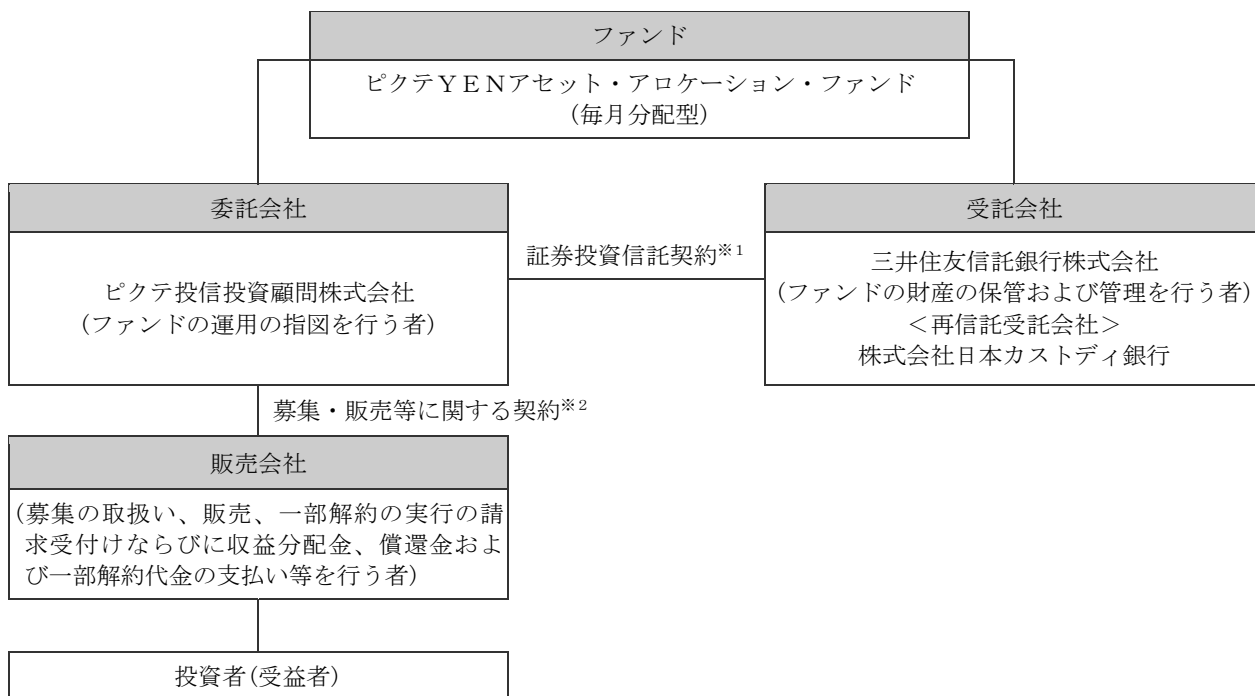 ファンド
ピクテYENアセット・アロケーション・ファンド
(毎月分配型)
委託会社
ピクテ投信投資顧問株式会社
(ファンドの運用の指図を行う者)
証券投資信託契約※1
受託会社
三井住友信託銀行株式会社
(ファンドの財産の保管および管理を行う者)
<再信託受託会社>
株式会社日本カストディ銀行
募集・販売等に関する契約※2
販売会社
(募集の取扱い、販売、一部解約の実行の請
求受付けならびに収益分配金、償還金およ
び一部解約代金の支払い等を行う者)
投資者(受益者)